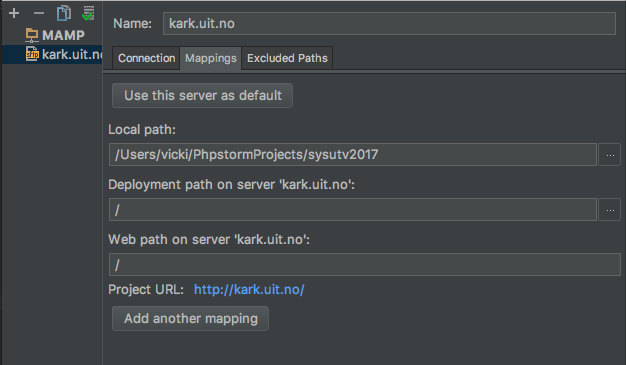 Name: kark.uit.no
MAMP
kark.uit.no
Connection Mappings Excluded Paths
Use this server as default
Local path:
/Users/vicki/PhpstormProjects/sysutv2017 ...
Deployment path on server 'kark.uit.no':
/ ...
Web path on server 'kark.uit.no':
/
Project URL: http://kark.uit.no/
Add another mapping